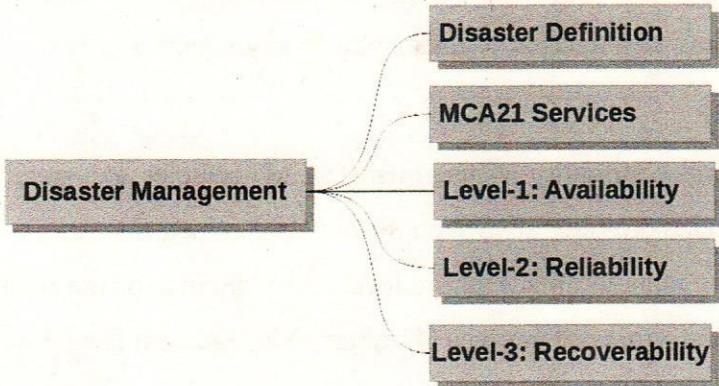 Disaster Definition
MCA21 Services
Disaster Management
Level-1: Availability
Level-2: Reliability
Level-3: Recoverability